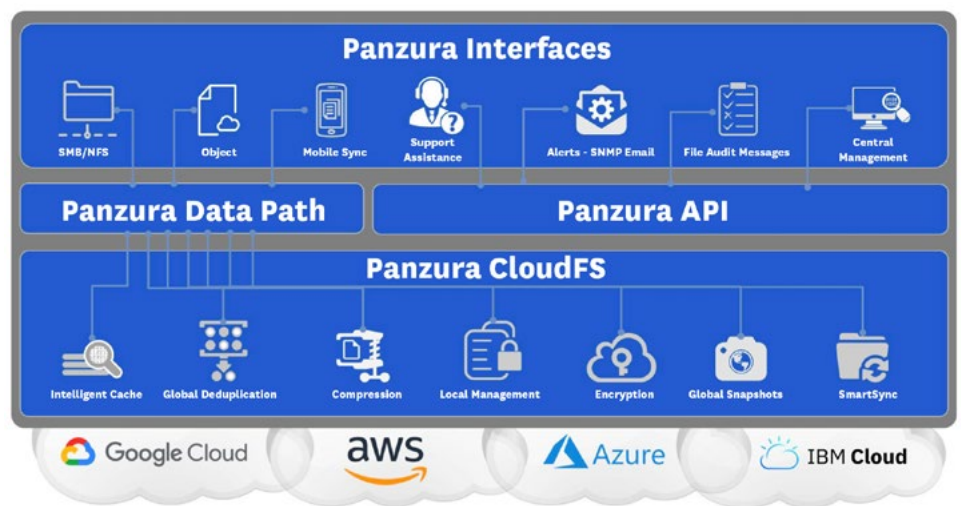 Panzura Interfaces
SMB/NFS
Object
Mobile Sync
Support
Assistance
Alerts - SNMP Email
File Audit Messages
Central
Management
Panzura Data Path
Panzura API
Panzura CloudFS
Intelligent Cache
Global Deduplication
Compression
Local Management
Encryption
Global Snapshots
SmartSync
Google Cloud
aws
Azure
IBM Cloud